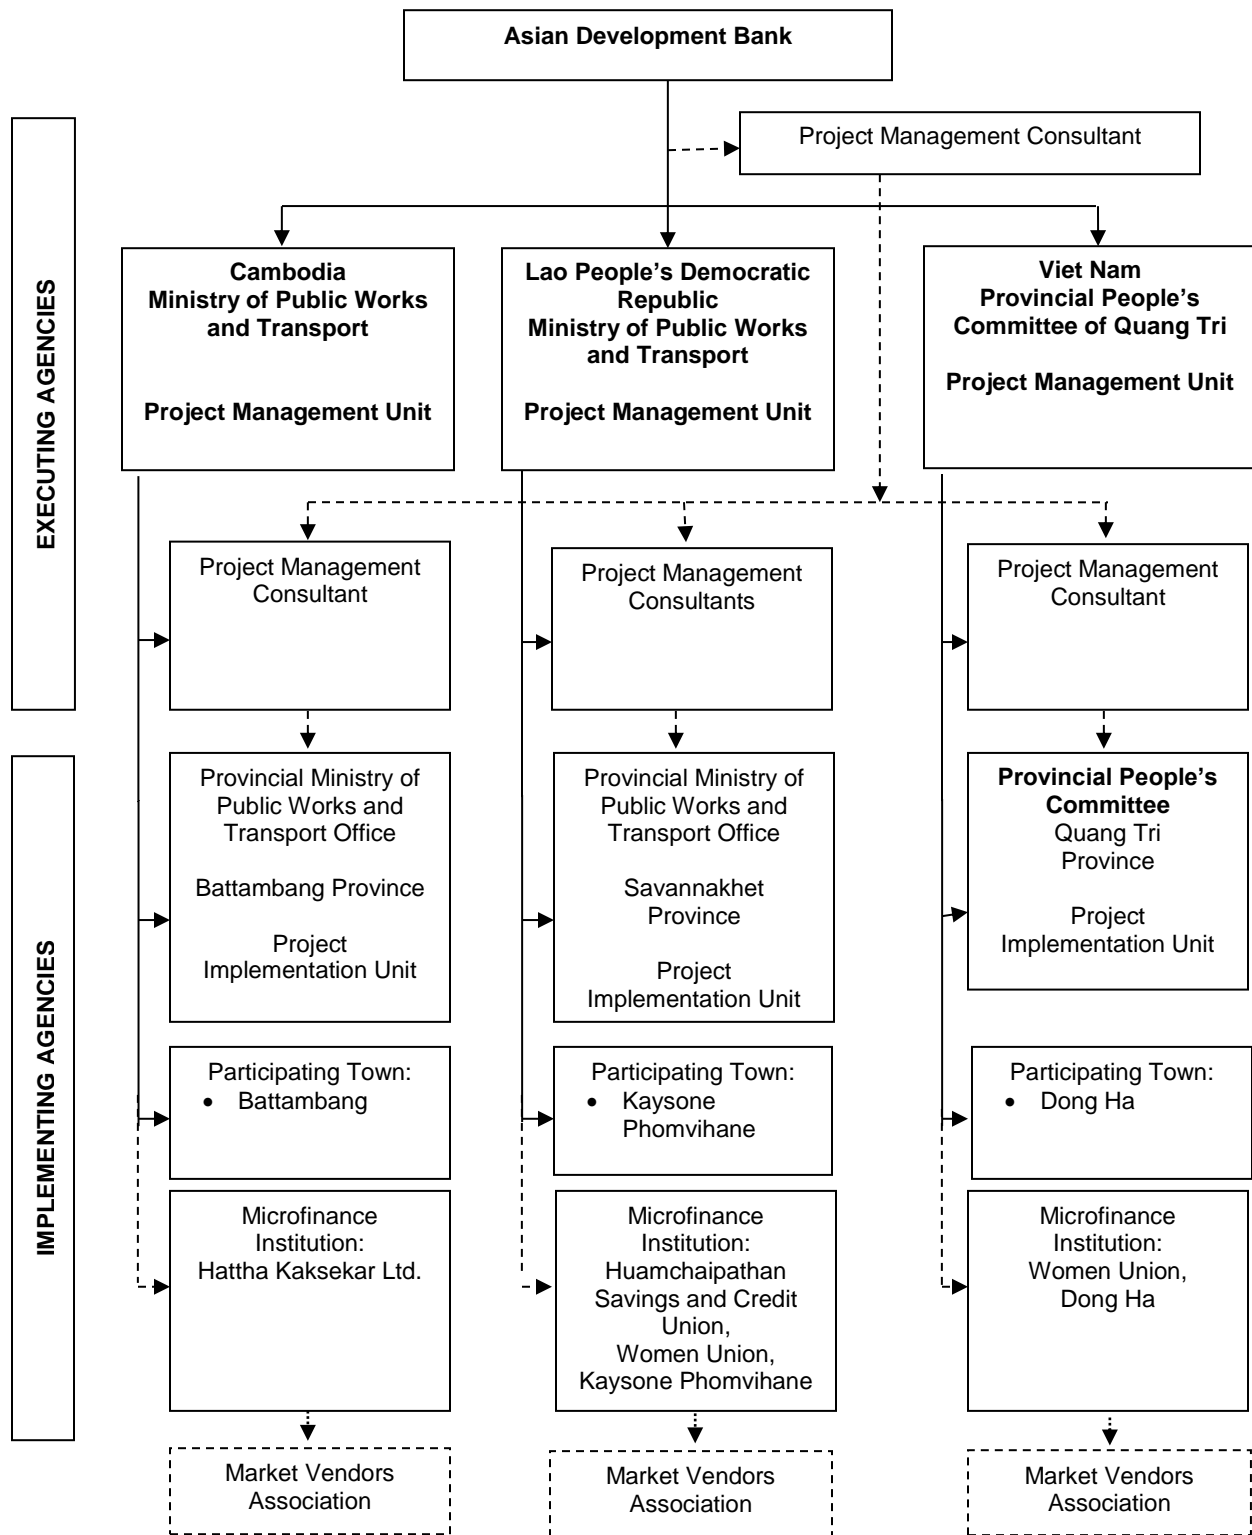 Asian Development Bank
Project Management Consultant
EXECUTING AGENCIES
Cambodia
Ministry of Public Works
and Transport
Project Management Unit
Lao People’s Democratic
Republic
Ministry of Public Works
and Transport
Project Management Unit
Viet Nam
Provincial People’s
Committee of Quang Tri
Project Management Unit
Project Management
Consultant
Project Management
Consultants
Project Management
Consultant
IMPLEMENTING AGENCIES
Provincial Ministry of
Public Works and
Transport Office
Battambang Province
Project
Implementation Unit
Provincial Ministry of
Public Works and
Transport Office
Savannakhet
Province
Project
Implementation Unit
Provincial People’s
Committee
Quang Tri
Province
Project
Implementation Unit
Participating Town:
• Battambang
Participating Town:
• Kaysone
Phomvihane
Participating Town:
• Dong Ha
Microfinance
Institution:
Hattha Kaksekar Ltd.
Microfinance
Institution:
Huamchaipathan
Savings and Credit
Union,
Women Union,
Kaysone Phomvihane
Microfinance
Institution:
Women Union,
Dong Ha
Market Vendors
Association
Market Vendors
Association
Market Vendors
Association